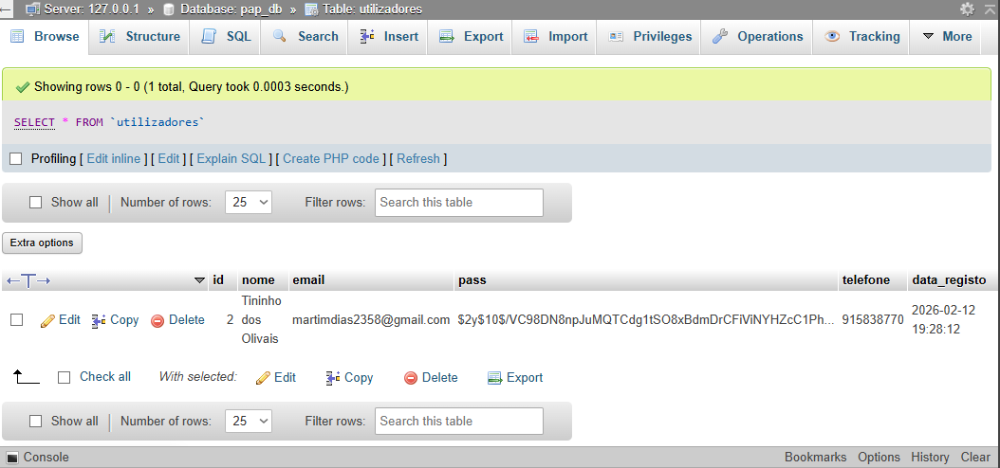 Server: 127.0.0.1 » Database: pap_db » Table: utilizadores
Browse Structure SQL Search Insert Export Import Privileges Operations Tracking More
Showing rows 0 - 0 (1 total, Query took 0.0003 seconds.)
SELECT * FROM `utilizadores`
Profiling [ Edit inline ] [ Edit ] [ Explain SQL ] [ Create PHP code ] [ Refresh ]
Show all Number of rows: 25 Filter rows: Search this table
Extra options
id nome email pass telefone data_registo
Edit Copy Delete 2 Tininho dos Olivais martimdias2358@gmail.com $2y$10$/VC98DN8npJuMQTCdg1tSO8xBdmDrCFiViNYHZcC1Ph... 915838770 2026-02-12 19:28:12
Check all With selected: Edit Copy Delete Export
Show all Number of rows: 25 Filter rows: Search this table
Console Bookmarks Options History Clear